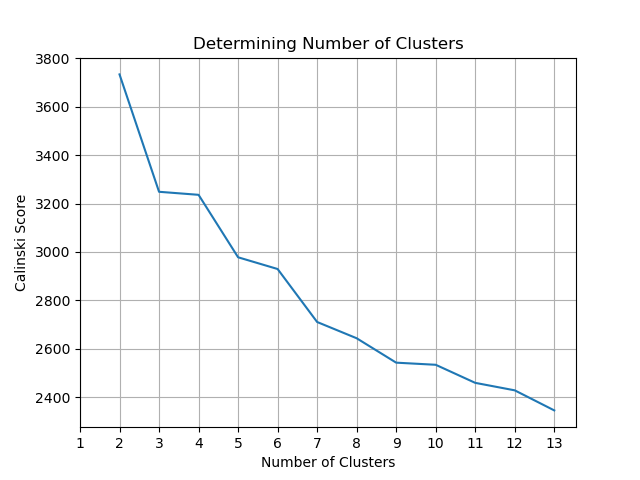 Determining Number of Clusters
3800
3600
3400
3200
3000
2800
2600
2400
Calinski Score
1 2 3 4 5 6 7 8 9 10 11 12 13
Number of Clusters